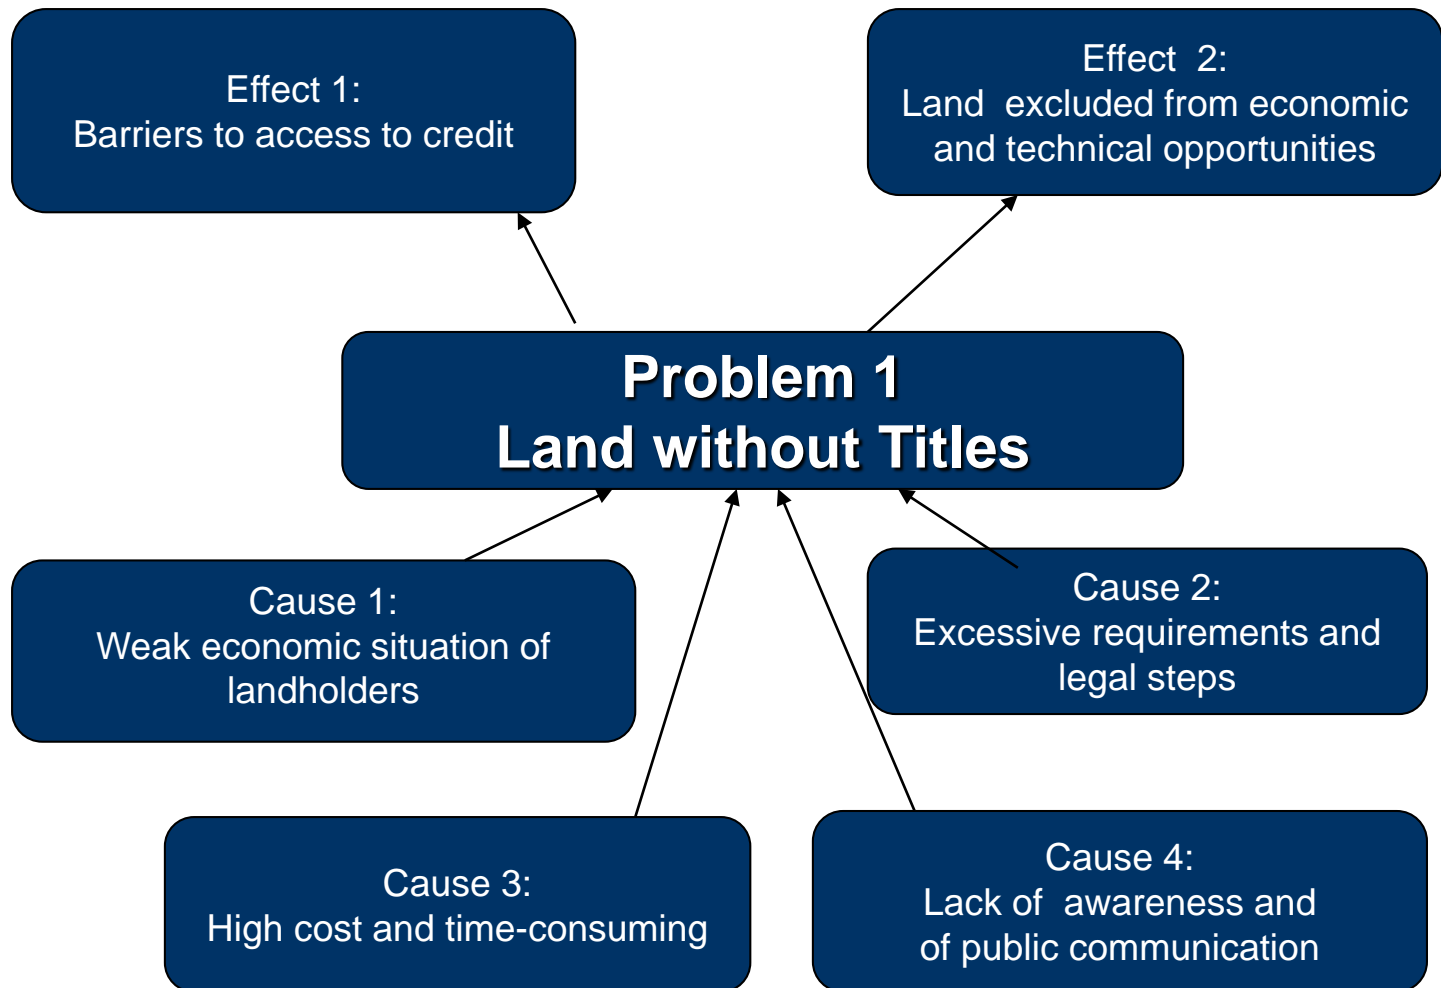 Effect 1:
Barriers to access to credit
Effect 2:
Land excluded from economic
and technical opportunities
Problem 1
Land without Titles
Cause 1:
Weak economic situation of
landholders
Cause 2:
Excessive requirements and
legal steps
Cause 3:
High cost and time-consuming
Cause 4:
Lack of awareness and
of public communication